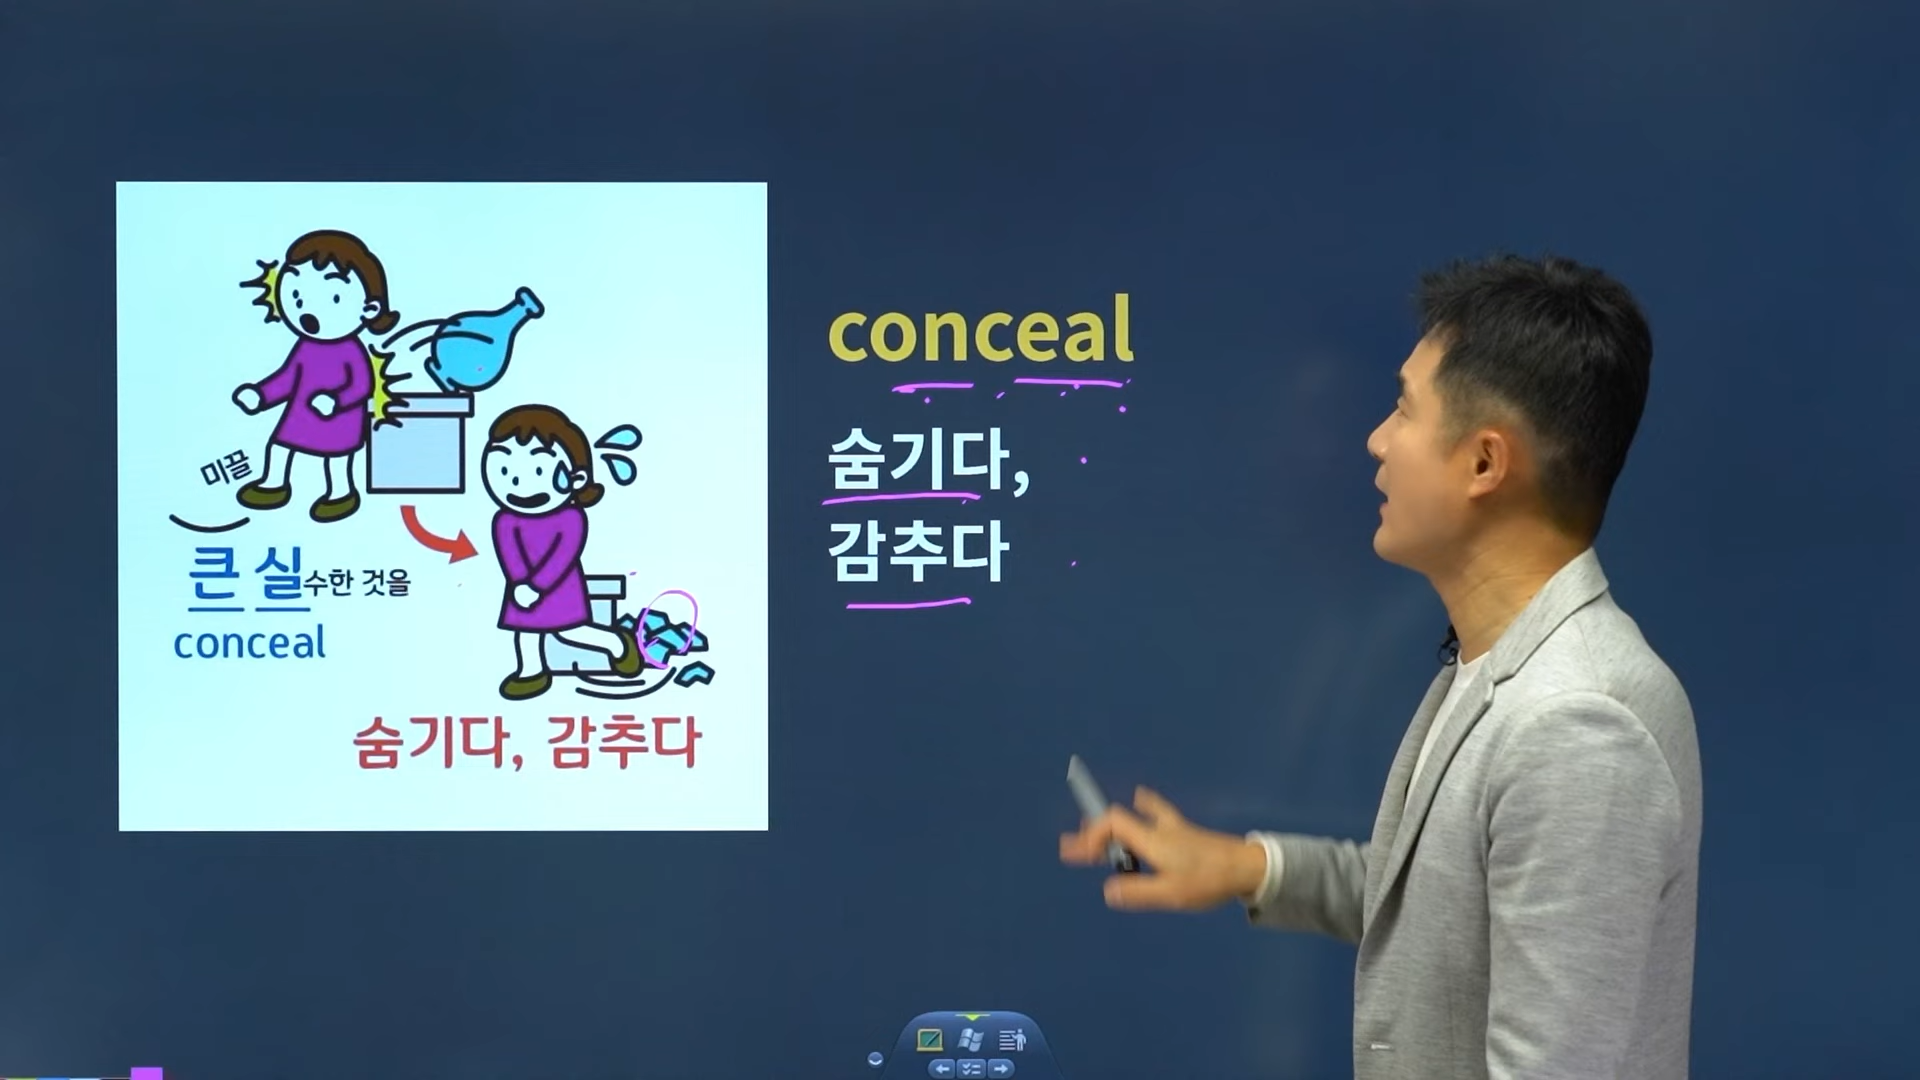 미끌
큰 실수한 것을
conceal
숨기다, 감추다
conceal
숨기다,
감추다